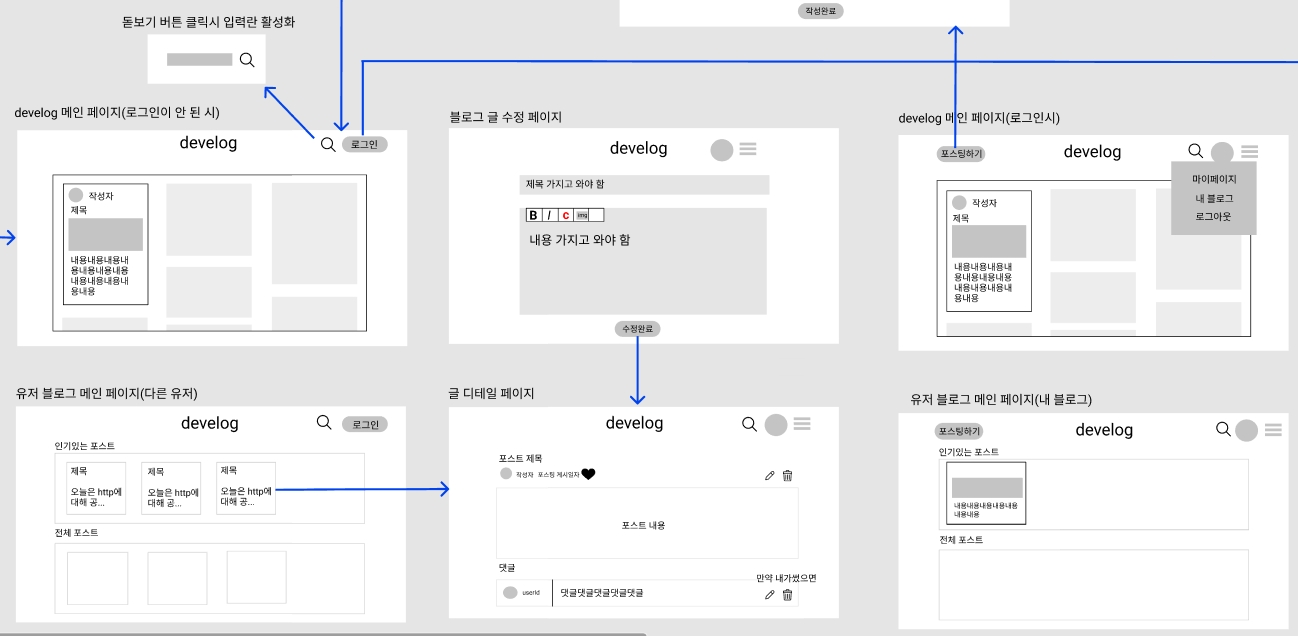 돋보기 버튼 클릭시 입력란 활성화
작성완료
develog 메인 페이지(로그인이 안 된 시)
develog
로그인
작성자
제목
내용내용내용내
용내용내용내용
내용내용내용내
용내용
블로그 글 수정 페이지
develog
제목 가지고 와야 함
B I c img
내용 가지고 와야 함
수정완료
develog 메인 페이지(로그인시)
포스팅하기
develog
마이페이지
내 블로그
로그아웃
작성자
제목
내용내용내용내
용내용내용내용
내용내용내용내
용내용
유저 블로그 메인 페이지(다른 유저)
develog
로그인
인기있는 포스트
제목
오늘은 http에
대해 공...
제목
오늘은 http에
대해 공...
제목
오늘은 http에
대해 공...
전체 포스트
글 디테일 페이지
develog
포스트 제목
작성자 포스팅 게시일자
포스트 내용
댓글
만약 내가썼으면
userid
댓글댓글댓글댓글댓글
유저 블로그 메인 페이지(내 블로그)
포스팅하기
develog
인기있는 포스트
내용내용내용내용내용
내용내용
전체 포스트